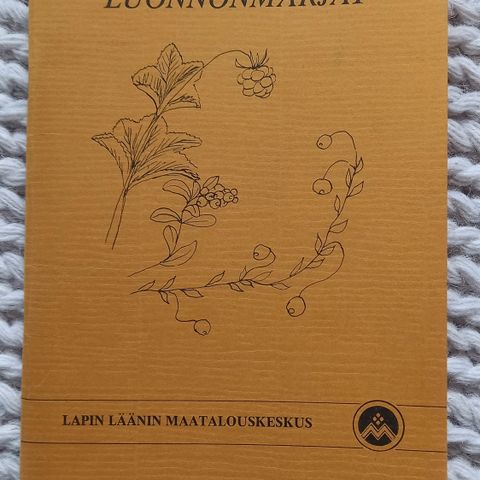 LUONNONMARJAT
LAPIN LÄÄNIN MAATALOUSKESKUS